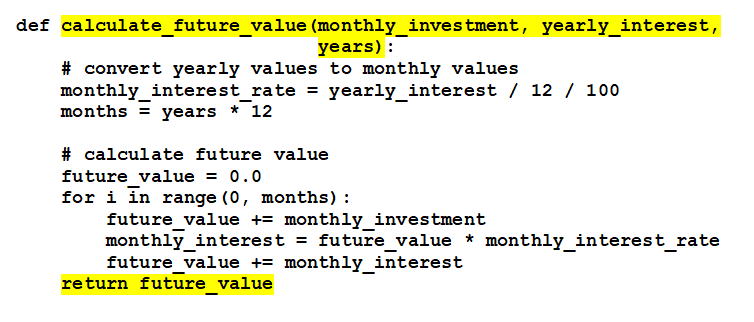 def calculate_future_value(monthly_investment, yearly_interest,
years):
# convert yearly values to monthly values
monthly_interest_rate = yearly_interest / 12 / 100
months = years * 12
# calculate future value
future_value = 0.0
for i in range(0, months):
future_value += monthly_investment
monthly_interest = future_value * monthly_interest_rate
future_value += monthly_interest
return future_value